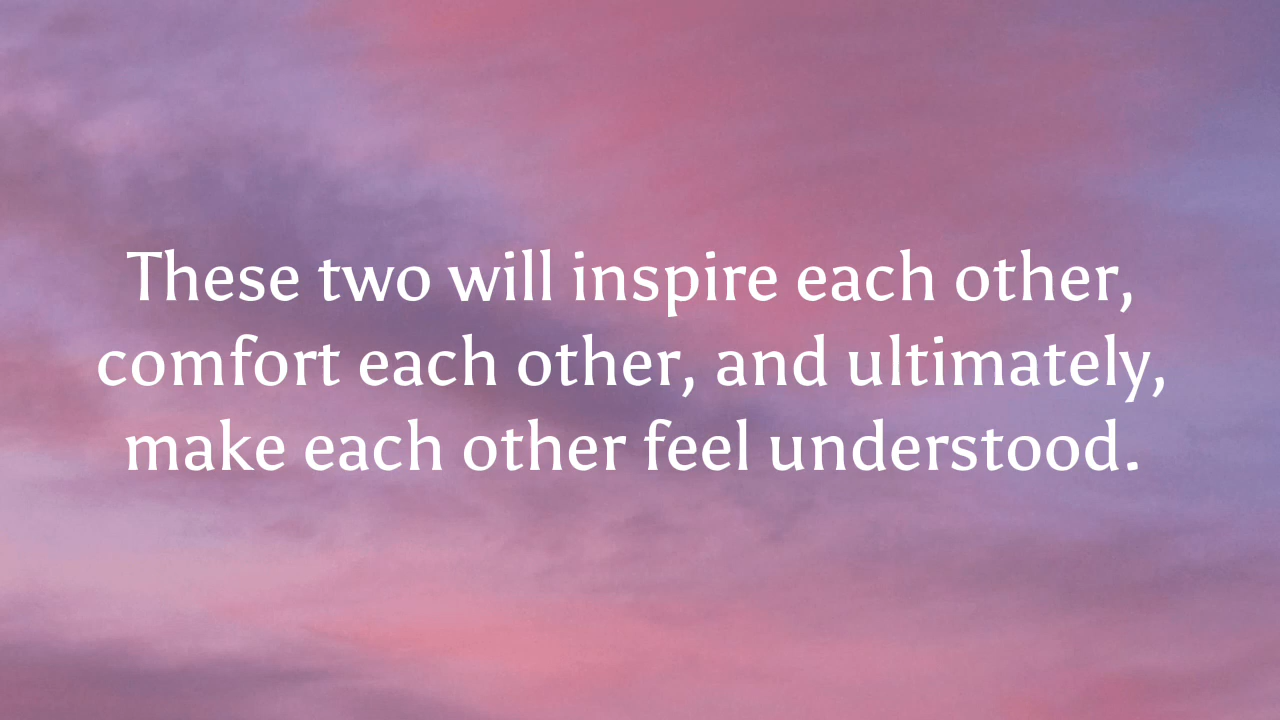 These two will inspire each other,
comfort each other, and ultimately,
make each other feel understood.